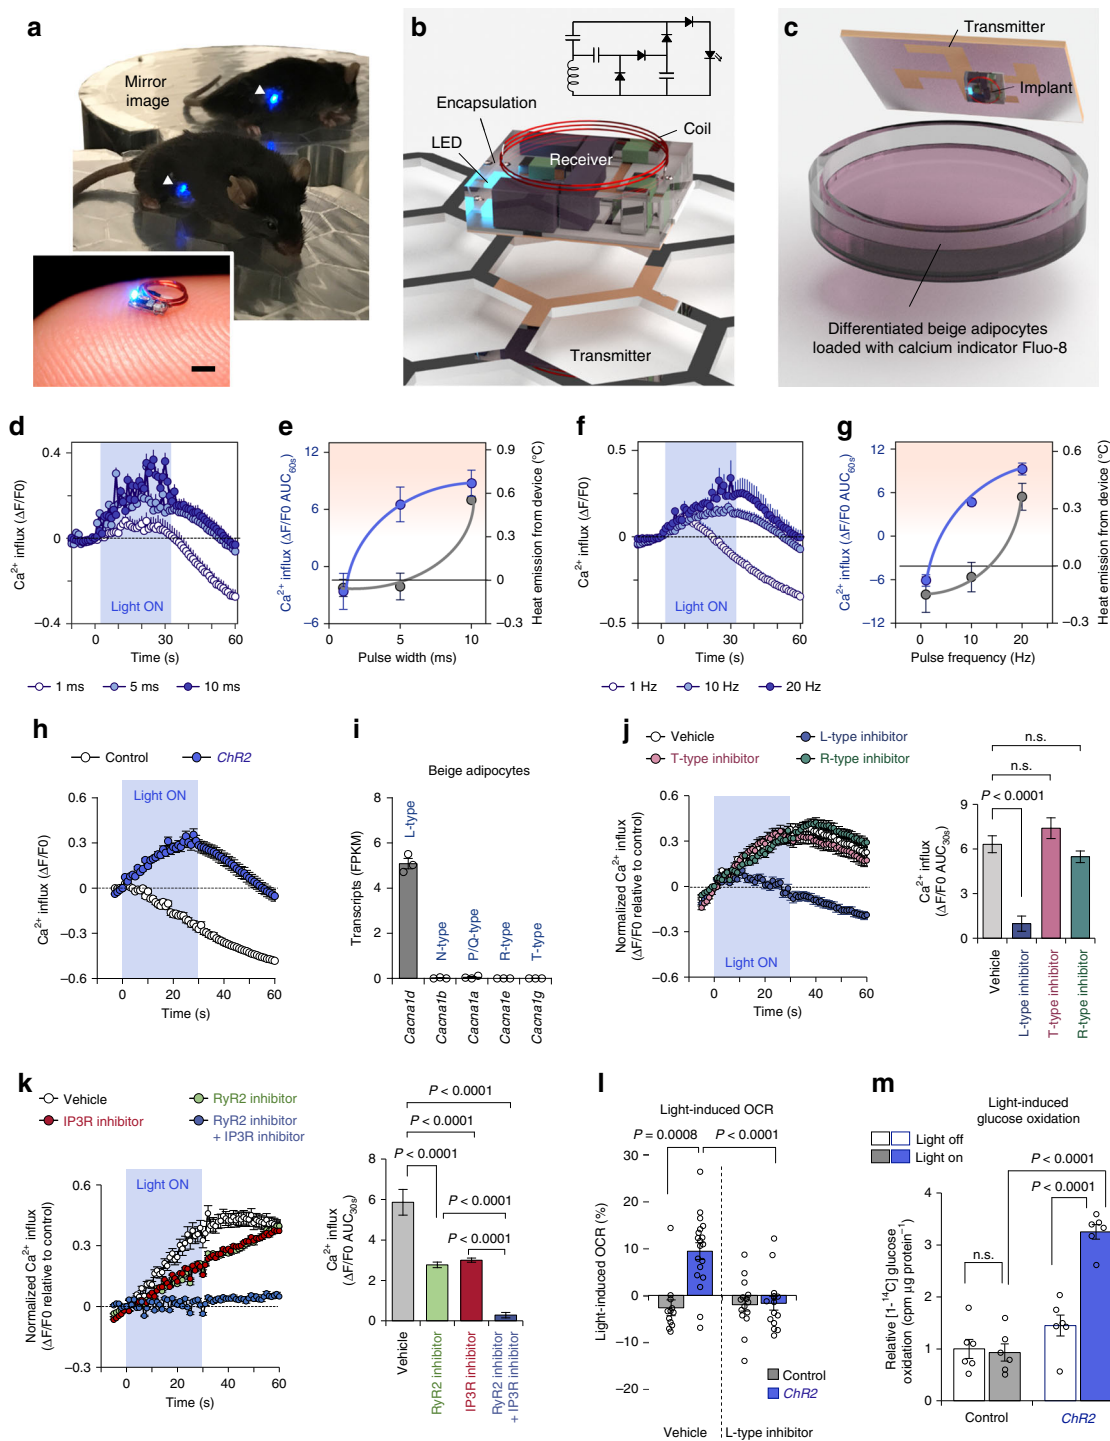 a
Mirror
image
b
Encapsulation
LED
Coil
Receiver
Transmitter
c
Transmitter
Implant
Differentiated beige adipocytes
loaded with calcium indicator Fluo-8
d
Ca2+ influx (ΔF/F0)
0.4
0
−0.4
Light ON
0 20 40 60
Time (s)
1 ms 5 ms 10 ms
e
Ca2+ influx (ΔF/F0 AUC60s)
12
6
0
−6
0.9
0.6
0.3
0
−0.3
Heat emission from device (°C)
0 5 10
Pulse width (ms)
f
Ca2+ influx (ΔF/F0)
0.5
0
−0.5
Light ON
0 30 60
Time (s)
1 Hz 10 Hz 20 Hz
g
Ca2+ influx (ΔF/F0 AUC60s)
12
6
0
−6
−12
0.6
0.3
0.0
−0.3
Heat emission from device (°C)
0 10 20
Pulse frequency (Hz)
h
Control ChR2
Light ON
Ca2+ influx (ΔF/F0)
0.6
0.3
0
−0.3
−0.6
0 20 40 60
Time (s)
i
Beige adipocytes
Transcripts (FPKM)
8
6
4
2
0
L-type
N-type
P/Q-type
R-type
T-type
Cacna1d
Cacna1b
Cacna1a
Cacna1e
Cacna1g
j
Vehicle L-type inhibitor
T-type inhibitor R-type inhibitor
Normalized Ca2+ influx
(ΔF/F0 relative to control)
0.6
0.3
0
−0.3
−0.6
Light ON
0 20 40 60
Time (s)
n.s.
n.s.
P < 0.0001
Ca2+ influx
(ΔF/F0 AUC30s)
9
6
3
0
Vehicle
L-type inhibitor
T-type inhibitor
R-type inhibitor
k
Vehicle RyR2 inhibitor
IP3R inhibitor RyR2 inhibitor
+ IP3R inhibitor
Normalized Ca2+ influx
(ΔF/F0 relative to control)
0.6
0.3
0
−0.3
Light ON
0 20 40 60
Time (s)
P < 0.0001
P < 0.0001
P < 0.0001
P < 0.0001
P < 0.0001
Ca2+ influx
(ΔF/F0 AUC30s)
8
6
4
2
0
Vehicle
RyR2 inhibitor
IP3R inhibitor
RyR2 inhibitor
+ IP3R inhibitor
l
Light-induced OCR
P = 0.0008 P < 0.0001
Light-induced OCR (%)
30
20
10
0
−10
−20
Control
ChR2
Vehicle L-type inhibitor
m
Light-induced
glucose oxidation
Light off
Light on
P < 0.0001
P < 0.0001
n.s.
Relative [1-14C] glucose
oxidation (cpm µg protein−1)
4
3
2
1
0
Control ChR2